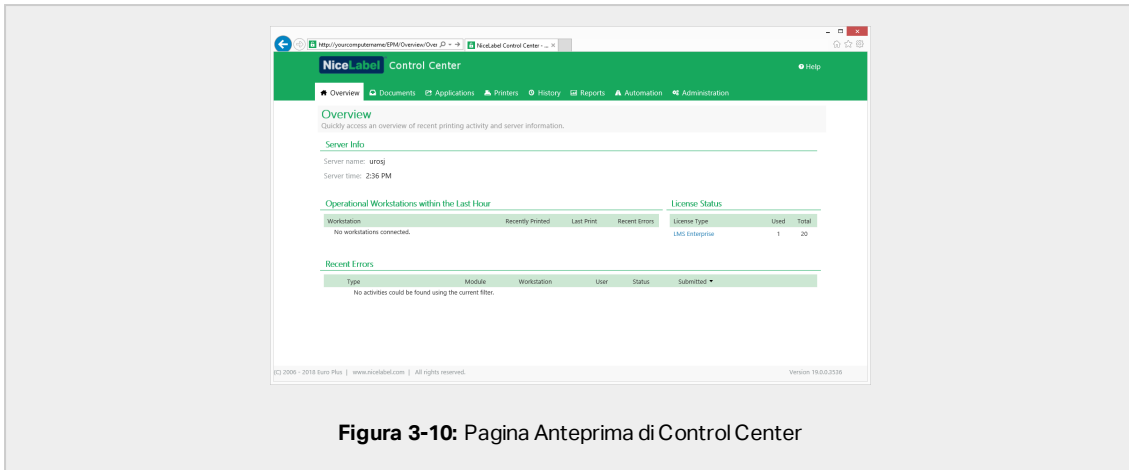 http://yourcomputername/EPM/Overview/Over
NiceLabel Control Center - ...
NiceLabel Control Center
Help
Overview Documents Applications Printers History Reports Automation Administration
Overview
Quickly access an overview of recent printing activity and server information.
Server Info
Server name: urosj
Server time: 2:36 PM
Operational Workstations within the Last Hour
License Status
Workstation Recently Printed Last Print Recent Errors
License Type Used Total
No workstations connected.
LMS Enterprise 1 20
Recent Errors
Type Module Workstation User Status Submitted
No activities could be found using the current filter.
(C) 2006 - 2018 Euro Plus | www.nicelabel.com | All rights reserved.
Version 19.0.0.2536
Figura 3-10: Pagina Anteprima di Control Center